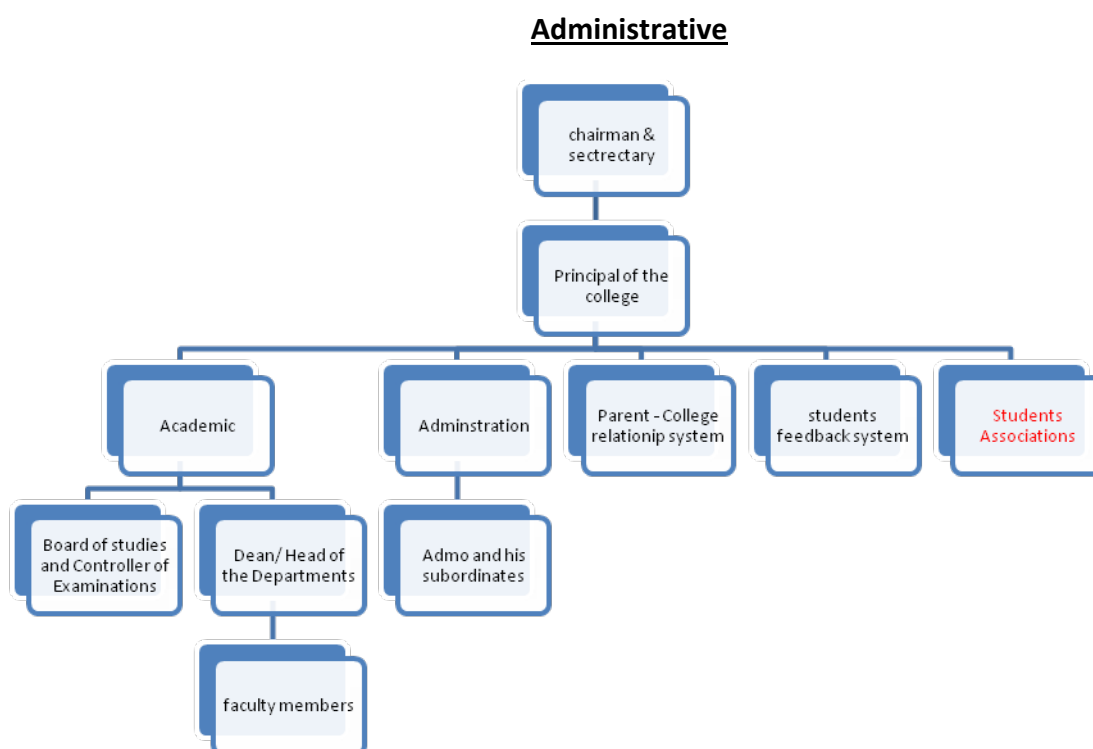 Administrative
chairman &
sectrectary
Principal of the
college
Academic
Adminstration
Parent - College
relationip system
students
feedback system
Students
Associations
Board of studies
and Controller of
Examinations
Dean/ Head of
the Departments
Admo and his
subordinates
faculty members